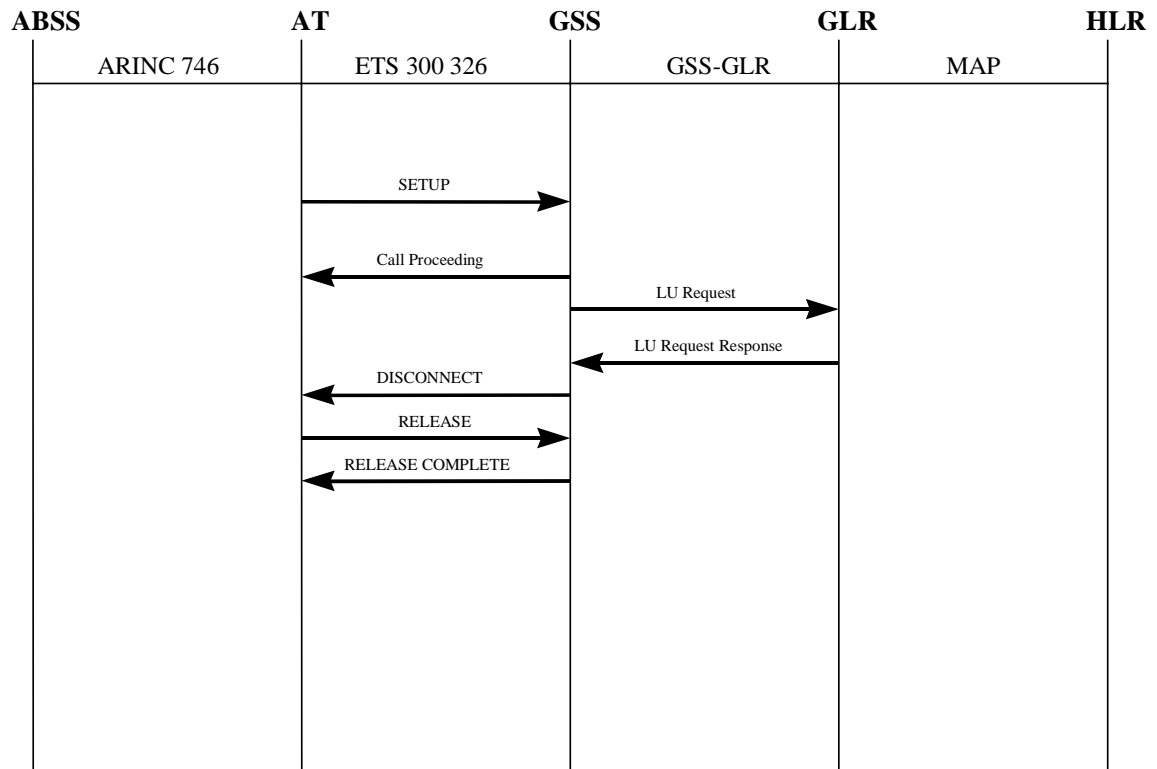 ABSS AT GSS GLR HLR
ARINC 746 ETS 300 326 GSS-GLR MAP
SETUP
Call Proceeding
LU Request
LU Request Response
DISCONNECT
RELEASE
RELEASE COMPLETE